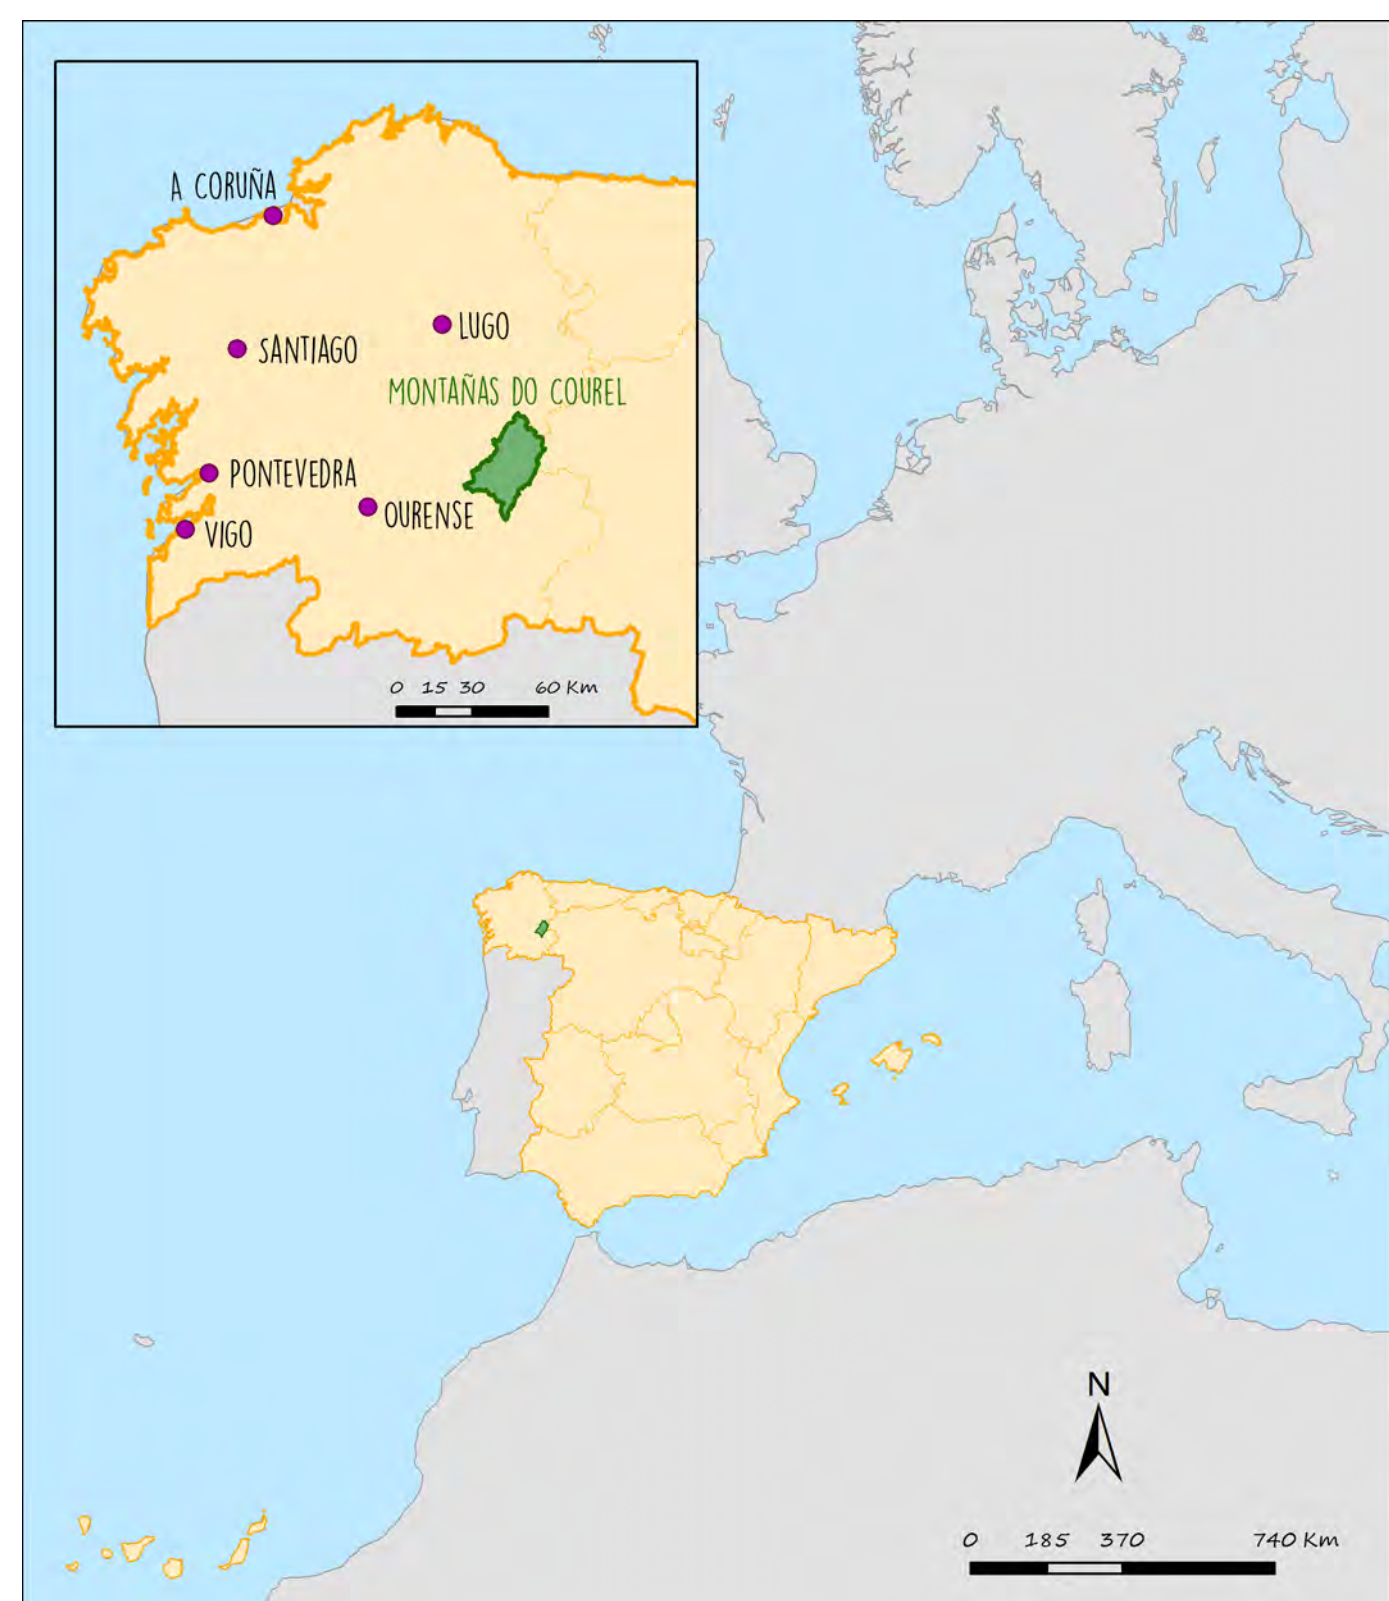 A CORUÑA
LUGO
SANTIAGO
MONTAÑAS DO COUREL
PONTEVEDRA
OURENSE
VIGO
0 15 30 60 Km
N
0 185 370 740 Km